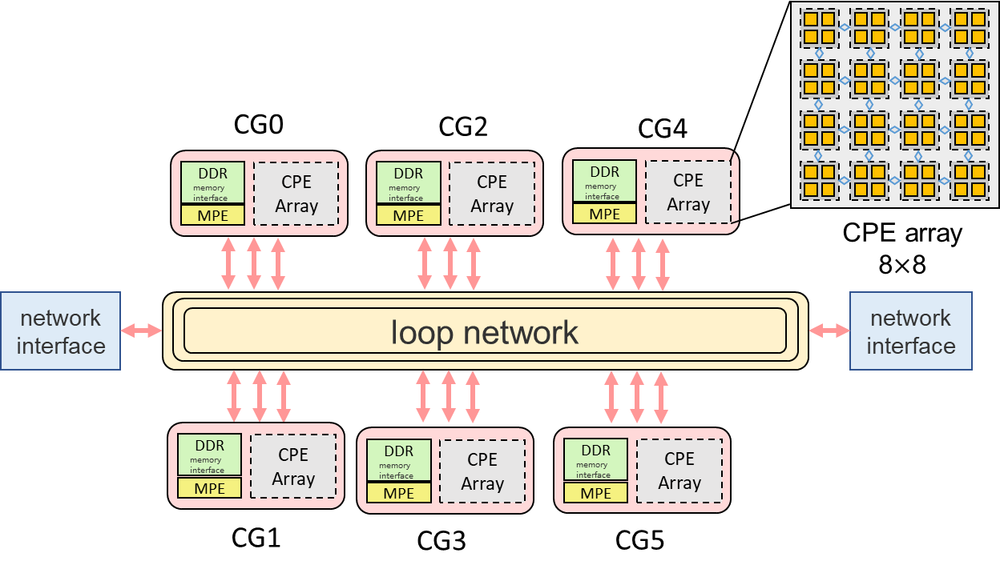 CG0
CG2
CG4
DDR
memory
interface
MPE
CPE
Array
DDR
memory
interface
MPE
CPE
Array
DDR
memory
interface
MPE
CPE
Array
CPE array
8×8
network
interface
loop network
network
interface
DDR
memory
interface
MPE
CPE
Array
DDR
memory
interface
MPE
CPE
Array
DDR
memory
interface
MPE
CPE
Array
CG1
CG3
CG5